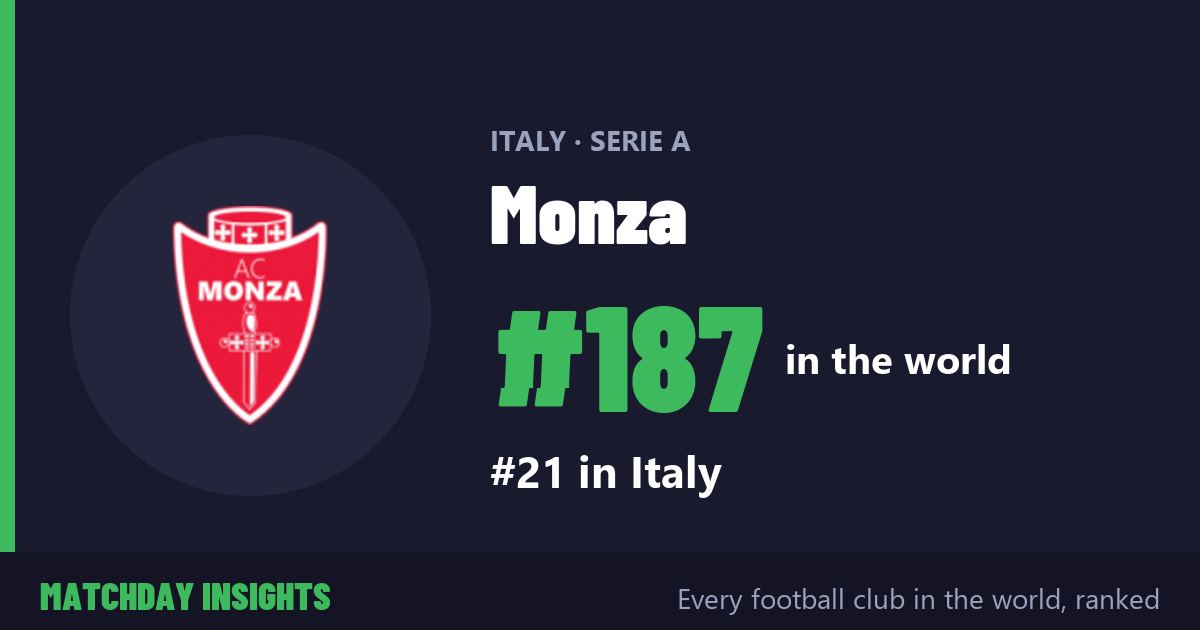 AC
MONZA
ITALY · SERIE A
Monza
#187 in the world
#21 in Italy
MATCHDAY INSIGHTS
Every football club in the world, ranked